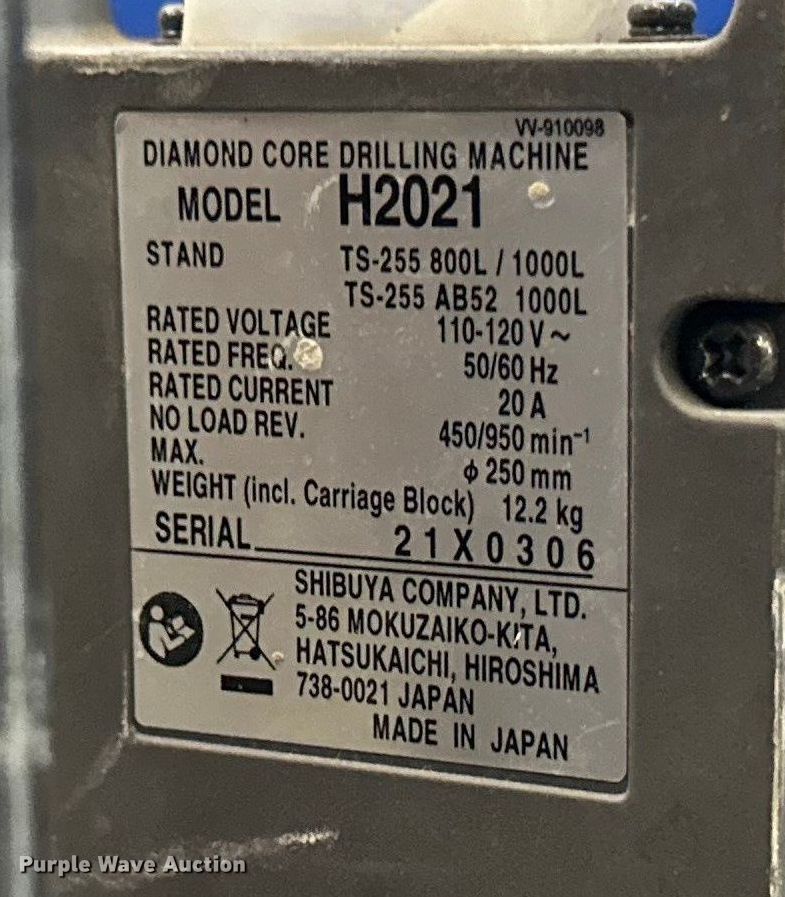 VV-910098
DIAMOND CORE DRILLING MACHINE
MODEL H2021
STAND TS-255 800L / 1000L
TS-255 AB52 1000L
RATED VOLTAGE 110-120 V ~
RATED FREQ. 50/60 Hz
RATED CURRENT 20 A
NO LOAD REV. 450/950 min⁻¹
MAX. ϕ 250 mm
WEIGHT (incl. Carriage Block) 12.2 kg
SERIAL 21X0306
SHIBUYA COMPANY, LTD.
5-86 MOKUZAIKO-KITA,
HATSUKAICHI, HIROSHIMA
738-0021 JAPAN
MADE IN JAPAN
Purple Wave Auction